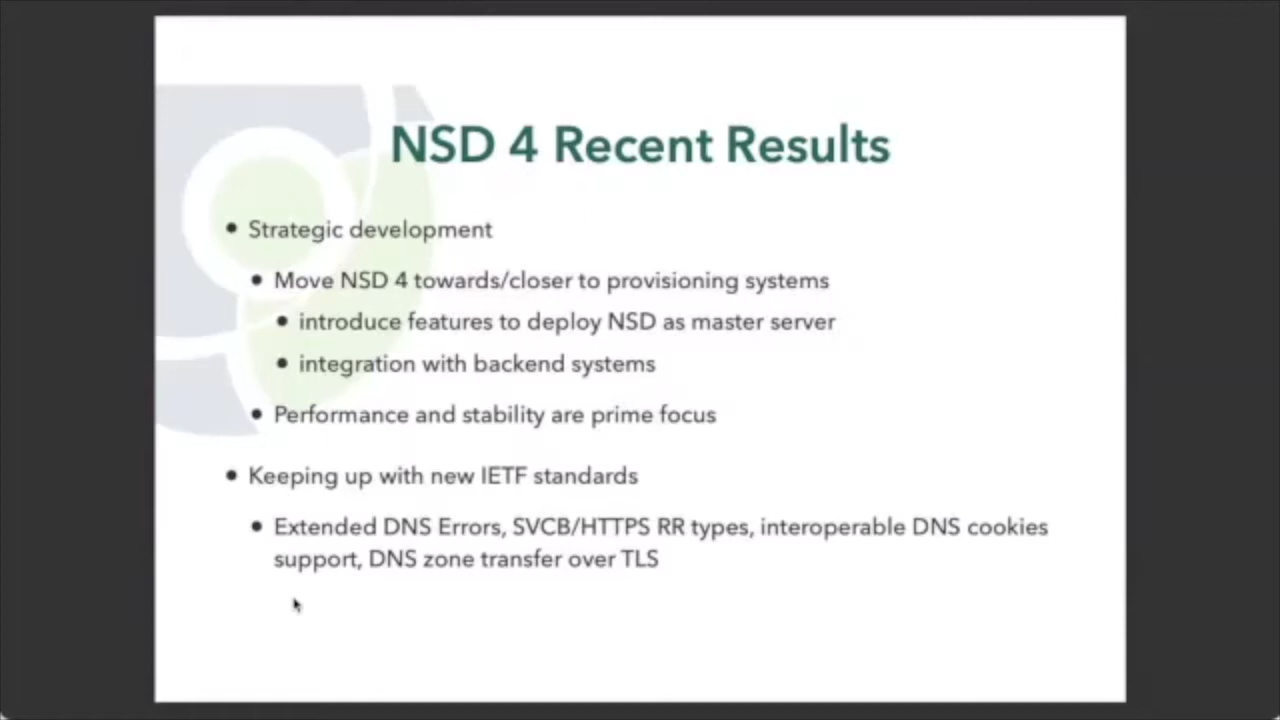 NSD 4 Recent Results
• Strategic development
• Move NSD 4 towards/closer to provisioning systems
• introduce features to deploy NSD as master server
• integration with backend systems
• Performance and stability are prime focus
• Keeping up with new IETF standards
• Extended DNS Errors, SVCB/HTTPS RR types, interoperable DNS cookies
support, DNS zone transfer over TLS